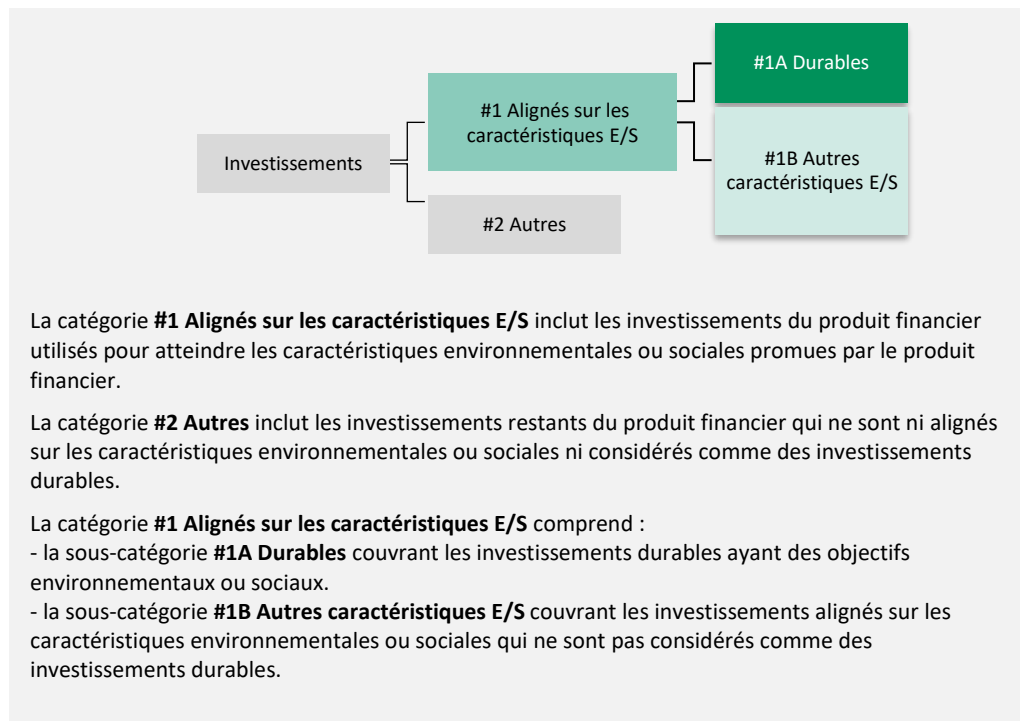 #1A Durables
#1 Alignés sur les
caractéristiques E/S
Investissements
#1B Autres
caractéristiques E/S
#2 Autres
La catégorie #1 Alignés sur les caractéristiques E/S inclut les investissements du produit financier
utilisés pour atteindre les caractéristiques environnementales ou sociales promues par le produit
financier.
La catégorie #2 Autres inclut les investissements restants du produit financier qui ne sont ni alignés
sur les caractéristiques environnementales ou sociales ni considérés comme des investissements
durables.
La catégorie #1 Alignés sur les caractéristiques E/S comprend :
- la sous-catégorie #1A Durables couvrant les investissements durables ayant des objectifs
environnementaux ou sociaux.
- la sous-catégorie #1B Autres caractéristiques E/S couvrant les investissements alignés sur les
caractéristiques environnementales ou sociales qui ne sont pas considérés comme des
investissements durables.